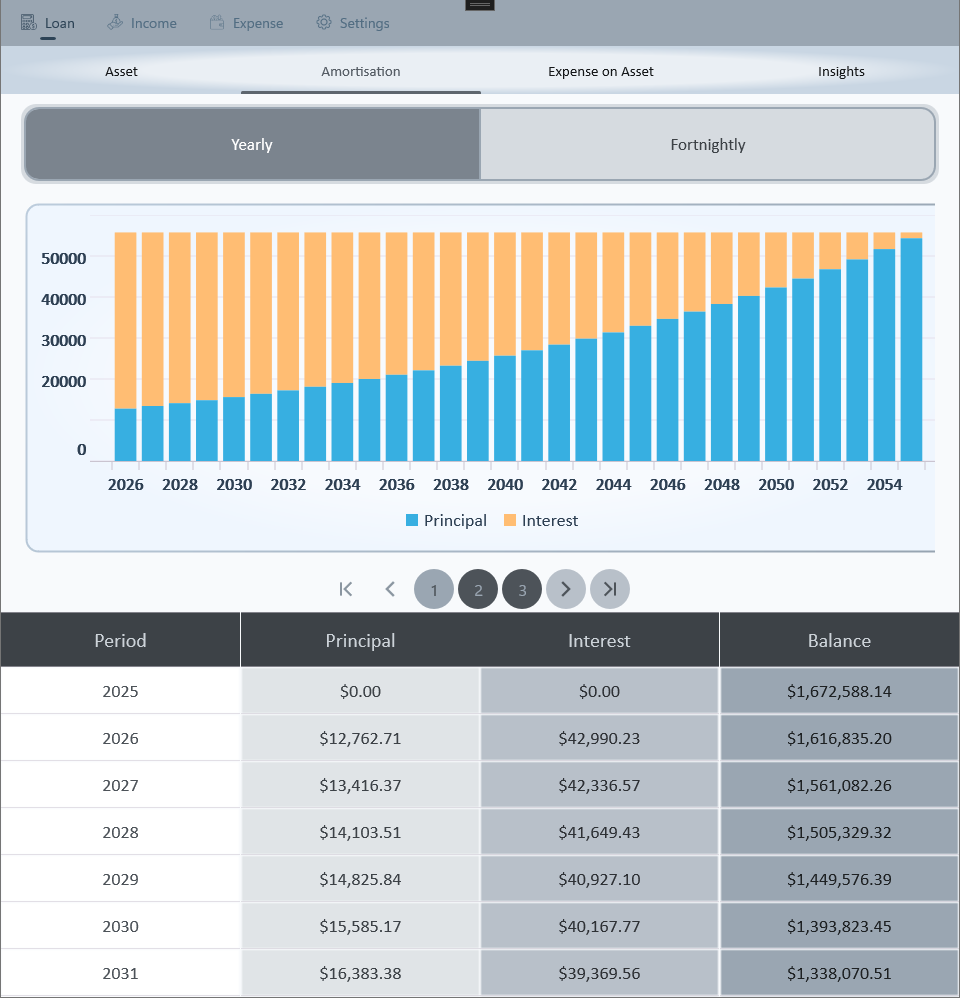 Loan Income Expense Settings
Asset Amortisation Expense on Asset Insights
Yearly Fortnightly
50000
40000
30000
20000
0
2026 2028 2030 2032 2034 2036 2038 2040 2042 2044 2046 2048 2050 2052 2054
Principal Interest
1 2 3
Period Principal Interest Balance
2025 $0.00 $0.00 $1,672,588.14
2026 $12,762.71 $42,990.23 $1,616,835.20
2027 $13,416.37 $42,336.57 $1,561,082.26
2028 $14,103.51 $41,649.43 $1,505,329.32
2029 $14,825.84 $40,927.10 $1,449,576.39
2030 $15,585.17 $40,167.77 $1,393,823.45
2031 $16,383.38 $39,369.56 $1,338,070.51